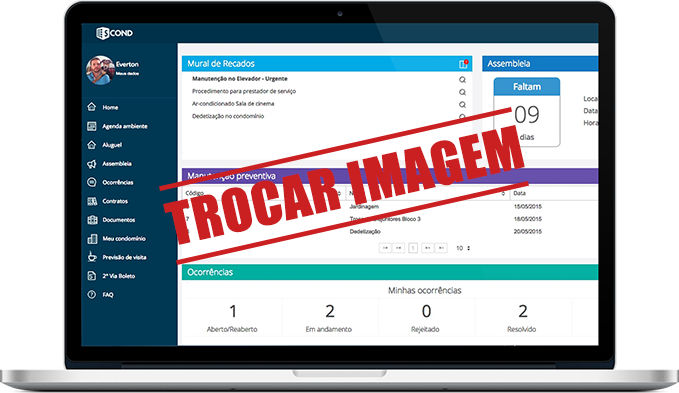 SCOND
Everton
Meus dados
Home
Agenda ambiente
Aluguel
Assembleia
Ocorrências
Contratos
Documentos
Meu condomínio
Previsão de visita
2ª Via Boleto
FAQ
Mural de Recados
Manutenção no Elevador - Urgente
Procedimento para prestador de serviço
Ar-condicionado Sala de cinema
Dedetização no condomínio
Assembleia
Faltam
09
dias
Data
Hora
TROCAR IMAGEM
Manutenção preventiva
Código
Data
Jardinagem
15/05/2015
Bloco 3
18/05/2015
Dedetização
20/05/2015
1
10
Ocorrências
Minhas ocorrências
1
2
0
2
Aberto/Reaberto
Em andamento
Rejeitado
Resolvido